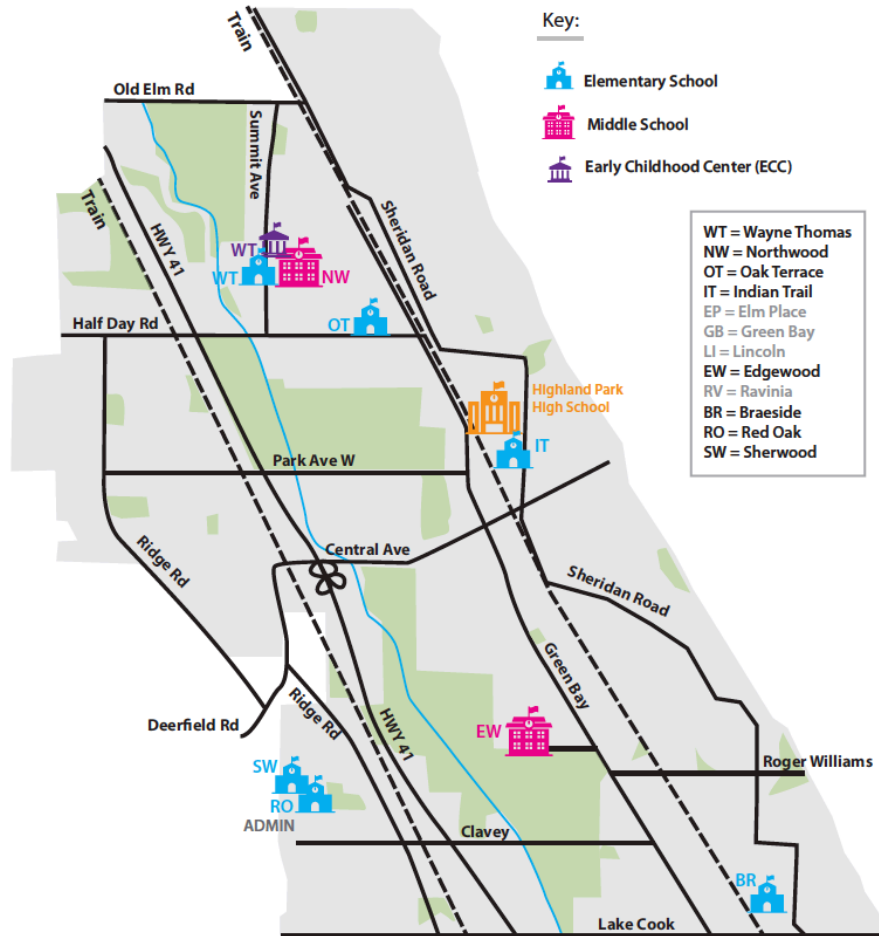 Key:
Elementary School
Middle School
Early Childhood Center (ECC)
WT = Wayne Thomas
NW = Northwood
OT = Oak Terrace
IT = Indian Trail
EP = Elm Place
GB = Green Bay
LI = Lincoln
EW = Edgewood
RV = Ravinia
BR = Braeside
RO = Red Oak
SW = Sherwood
Train
Old Elm Rd
Summit Ave
Train
HWY 41
Sheridan Road
WT
WT
NW
Half Day Rd
OT
Highland Park
High School
IT
Park Ave W
Ridge Rd
Central Ave
Sheridan Road
Green Bay
Deerfield Rd
Ridge Rd
HWY 41
EW
Roger Williams
SW
RO
ADMIN
Clavey
BR
Lake Cook